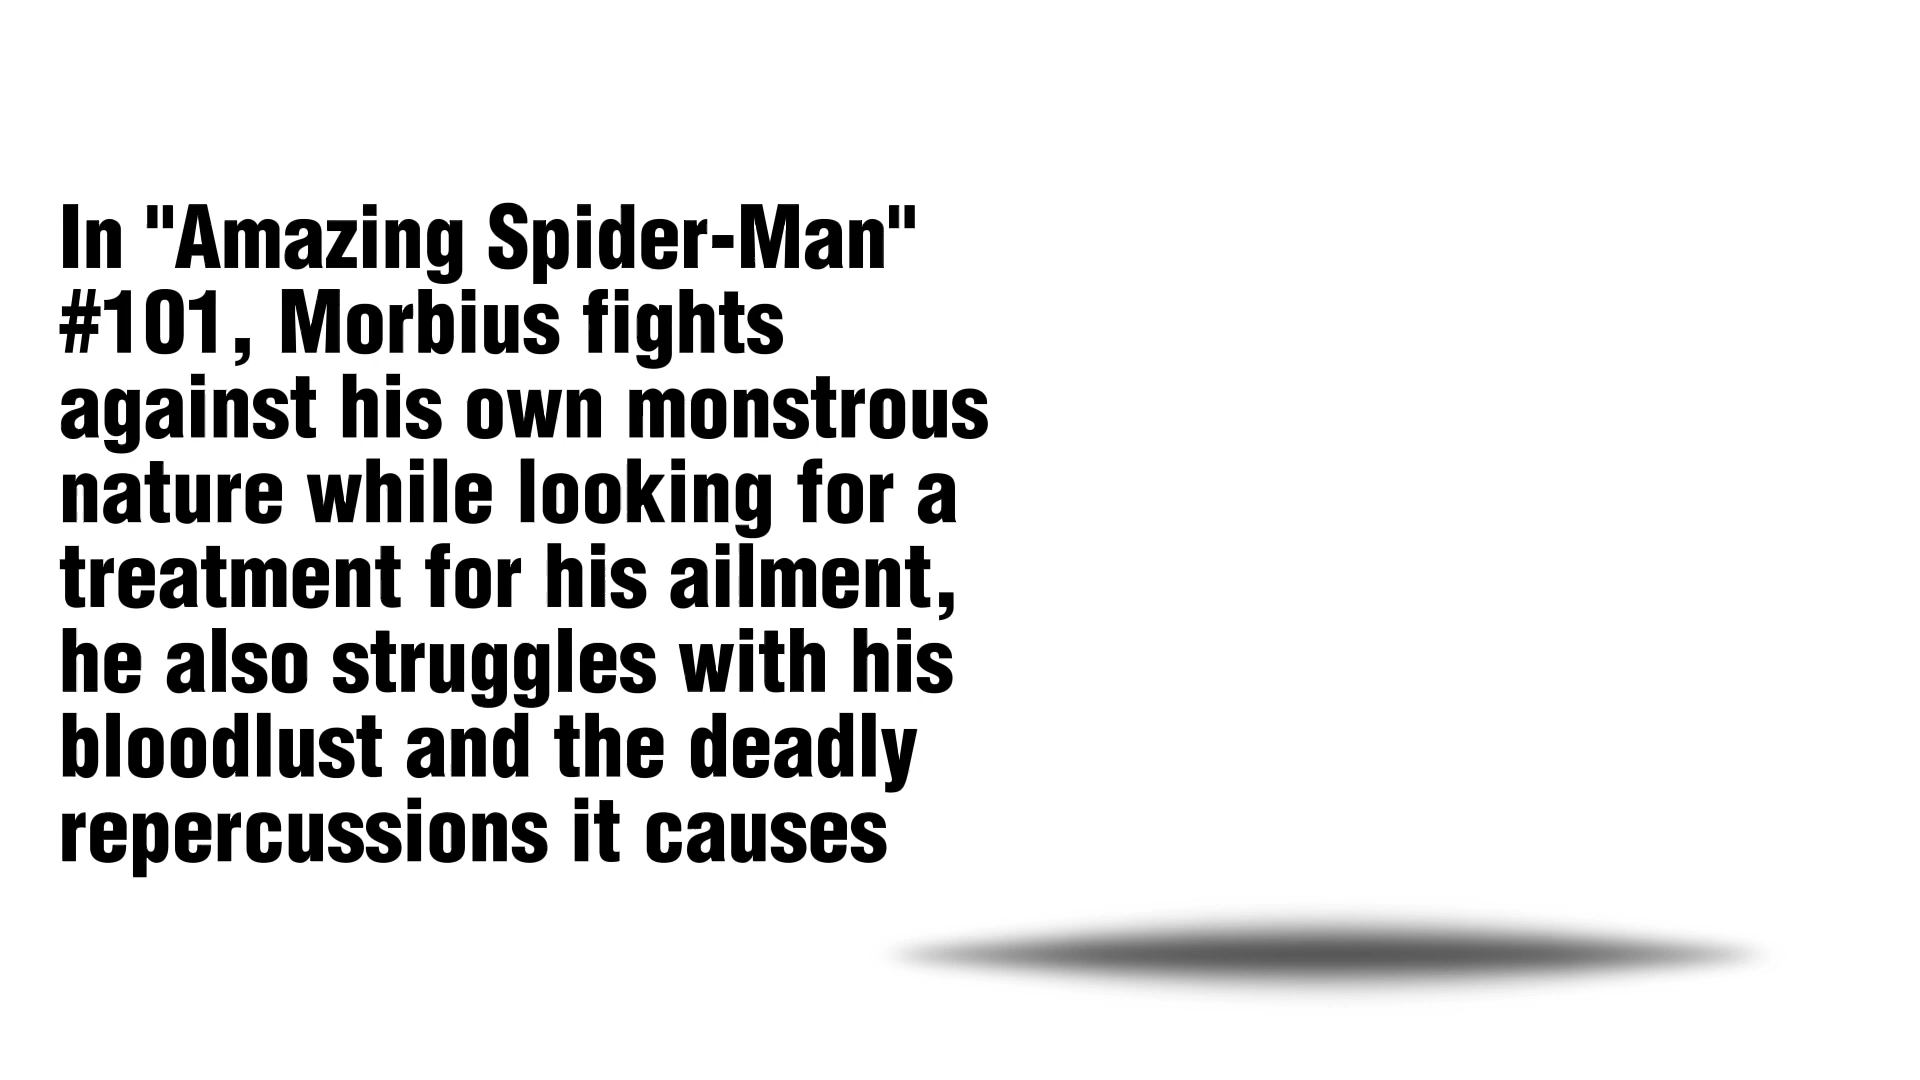 In "Amazing Spider-Man"
#101, Morbius fights
against his own monstrous
nature while looking for a
treatment for his ailment,
he also struggles with his
bloodlust and the deadly
repercussions it causes